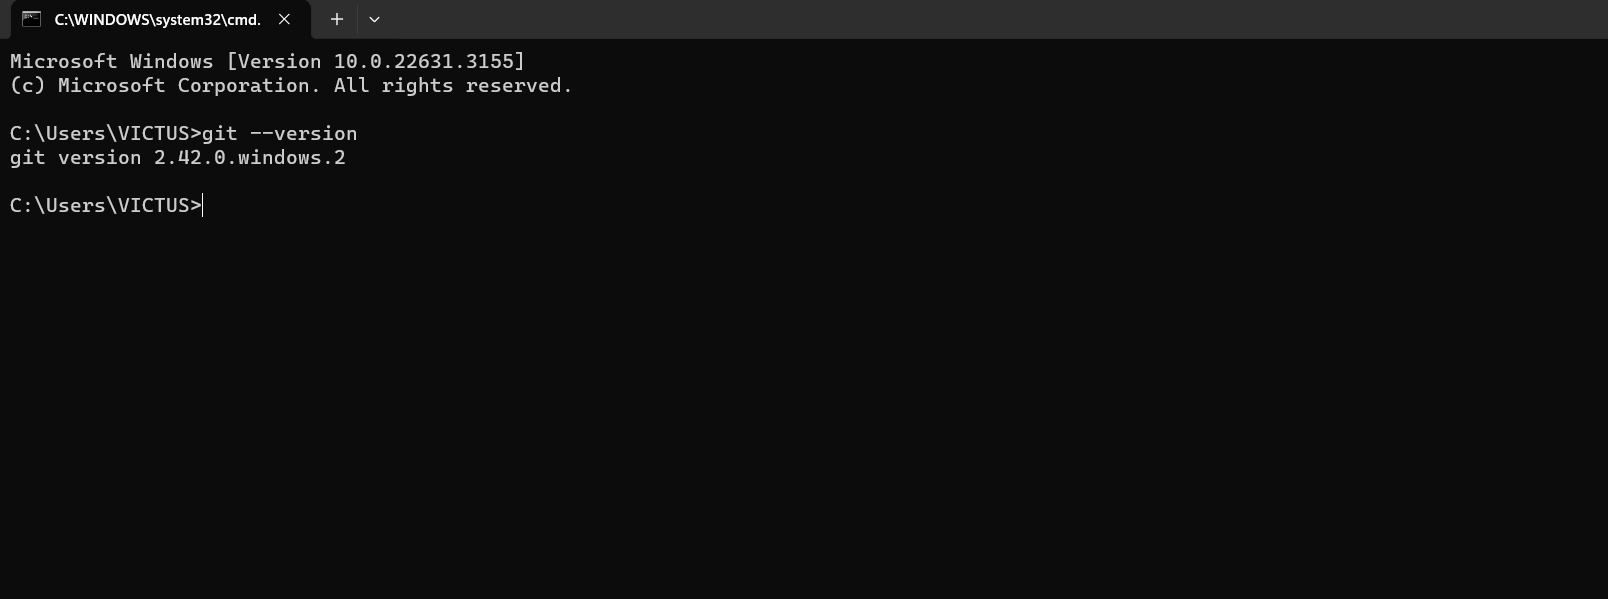 C:\WINDOWS\system32\cmd.
Microsoft Windows [Version 10.0.22631.3155]
(c) Microsoft Corporation. All rights reserved.
C:\Users\VICTUS>git --version
git version 2.42.0.windows.2
C:\Users\VICTUS>